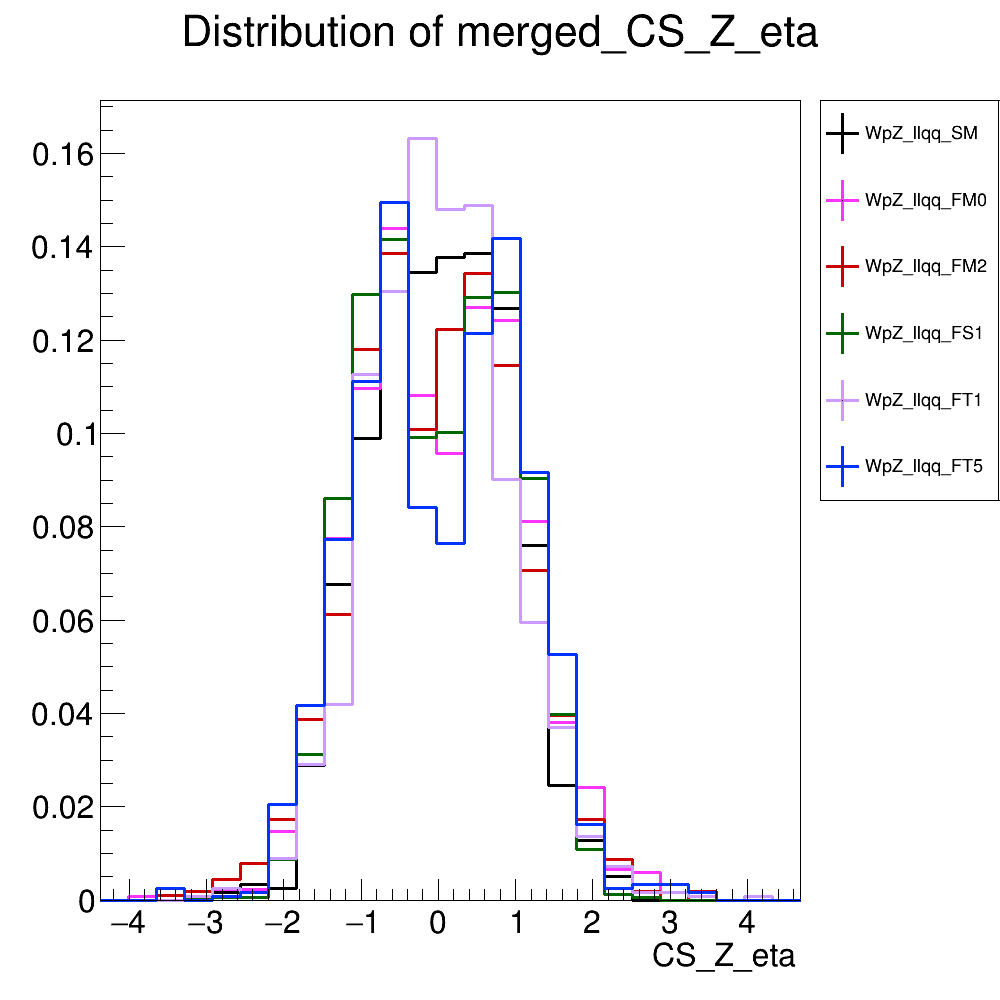 Distribution of merged_CS_Z_eta
0.16
0.14
0.12
0.1
0.08
0.06
0.04
0.02
0
−4 −3 −2 −1 0 1 2 3 4
CS_Z_eta
WpZ_llqq_SM
WpZ_llqq_FM0
WpZ_llqq_FM2
WpZ_llqq_FS1
WpZ_llqq_FT1
WpZ_llqq_FT5